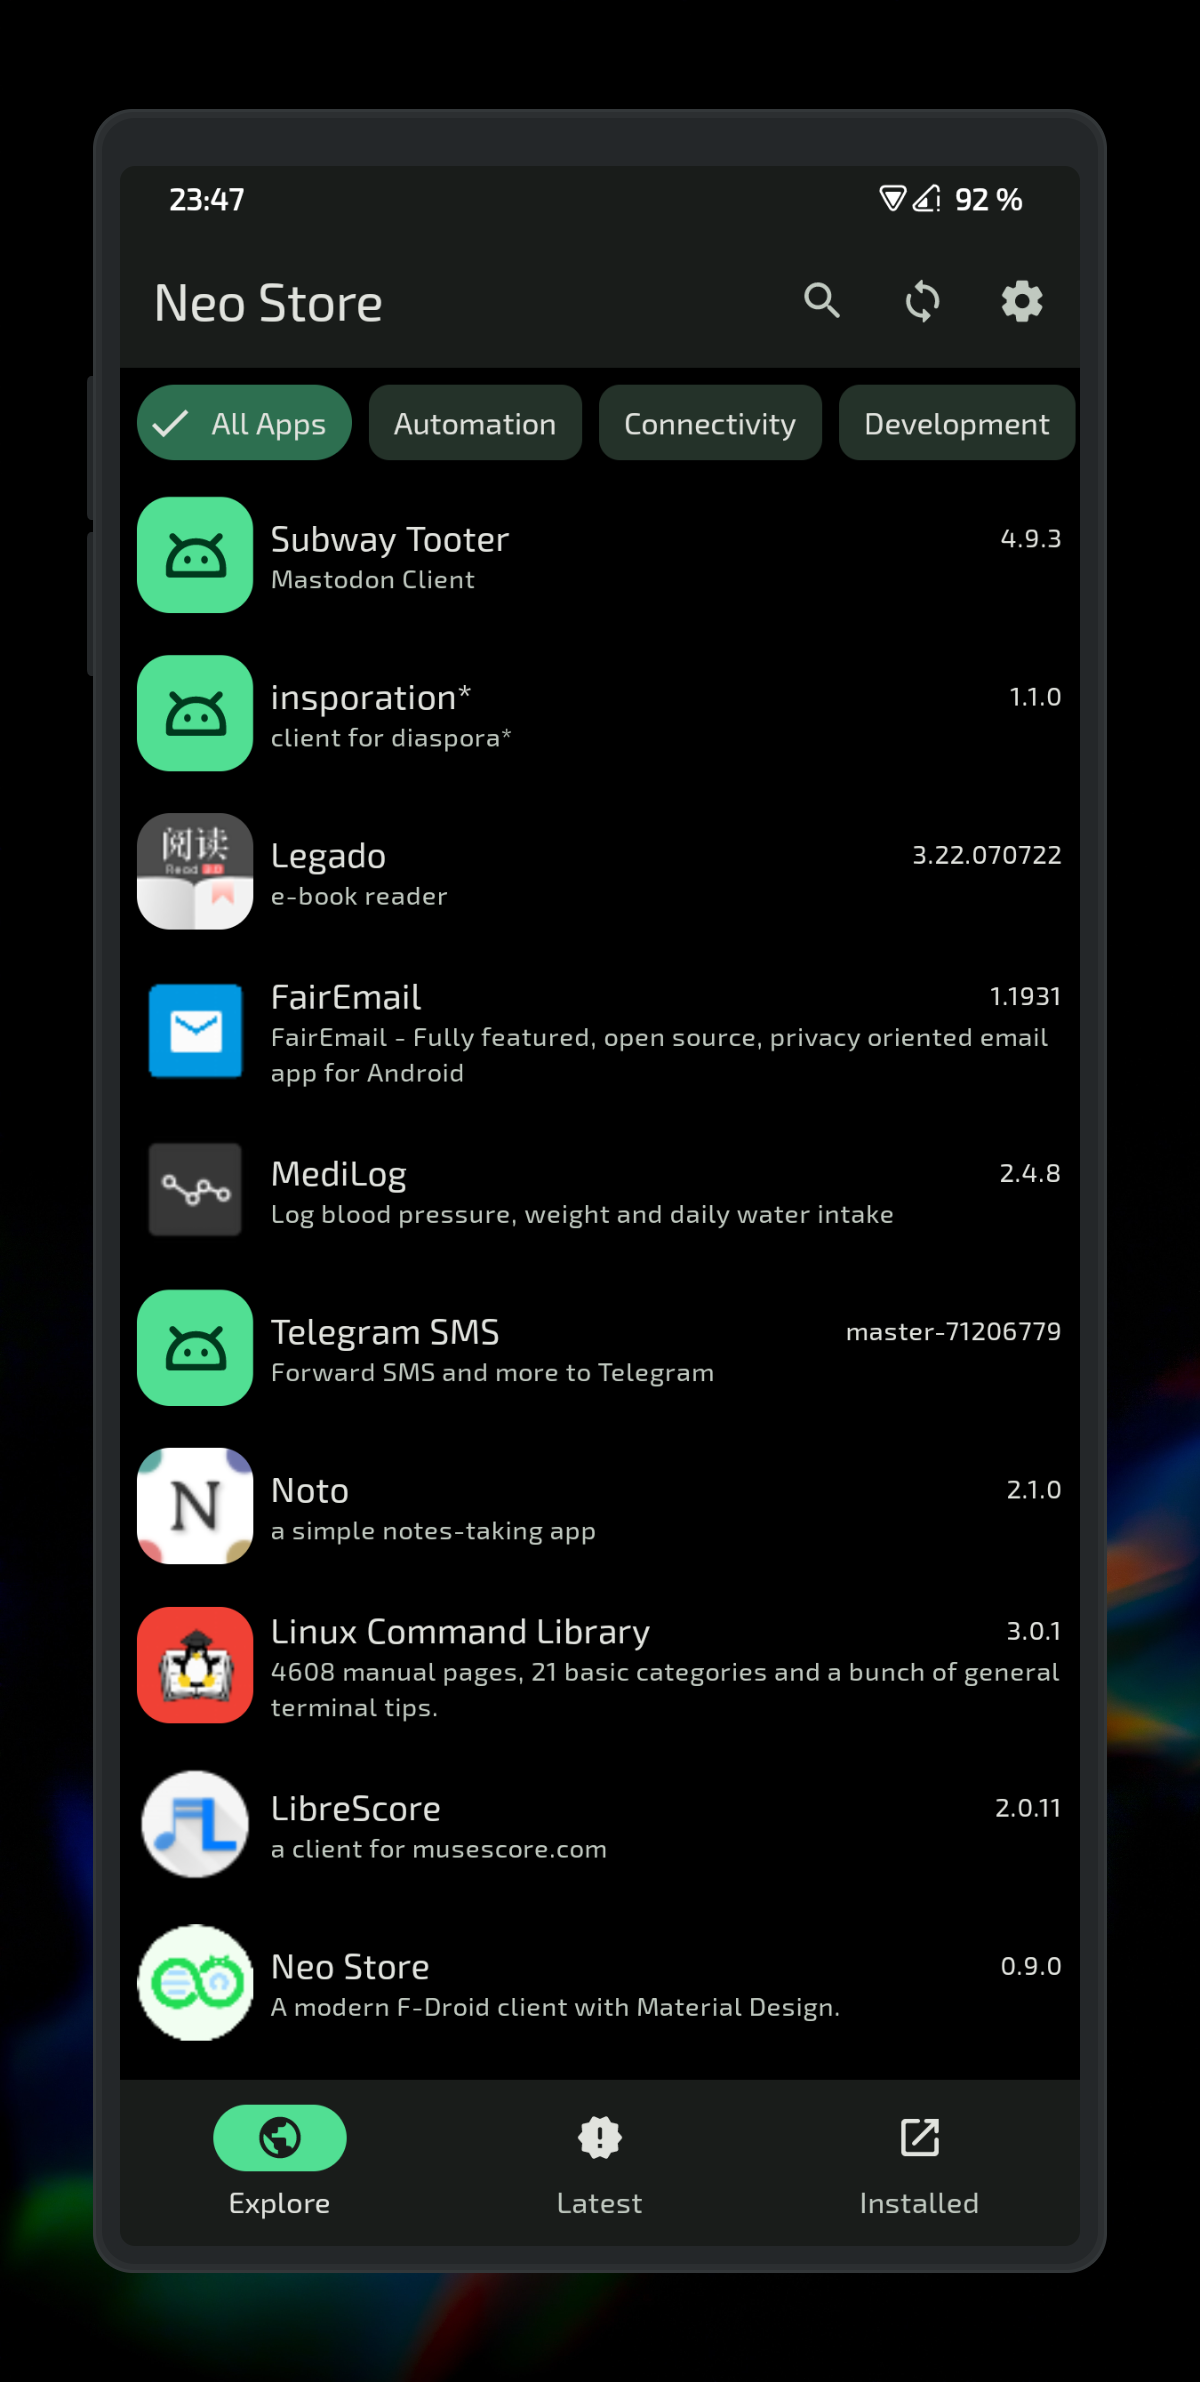 23:47
92 %
Neo Store
All Apps
Automation
Connectivity
Development
Subway Tooter
4.9.3
Mastodon Client
insporation*
1.1.0
client for diaspora*
阅读
Read 3.0
Legado
3.22.070722
e-book reader
FairEmail
1.1931
FairEmail - Fully featured, open source, privacy oriented email
app for Android
MediLog
2.4.8
Log blood pressure, weight and daily water intake
Telegram SMS
master-71206779
Forward SMS and more to Telegram
N
Noto
2.1.0
a simple notes-taking app
Linux Command Library
3.0.1
4608 manual pages, 21 basic categories and a bunch of general
terminal tips.
LibreScore
2.0.11
a client for musescore.com
Neo Store
0.9.0
A modern F-Droid client with Material Design.
Explore
Latest
Installed